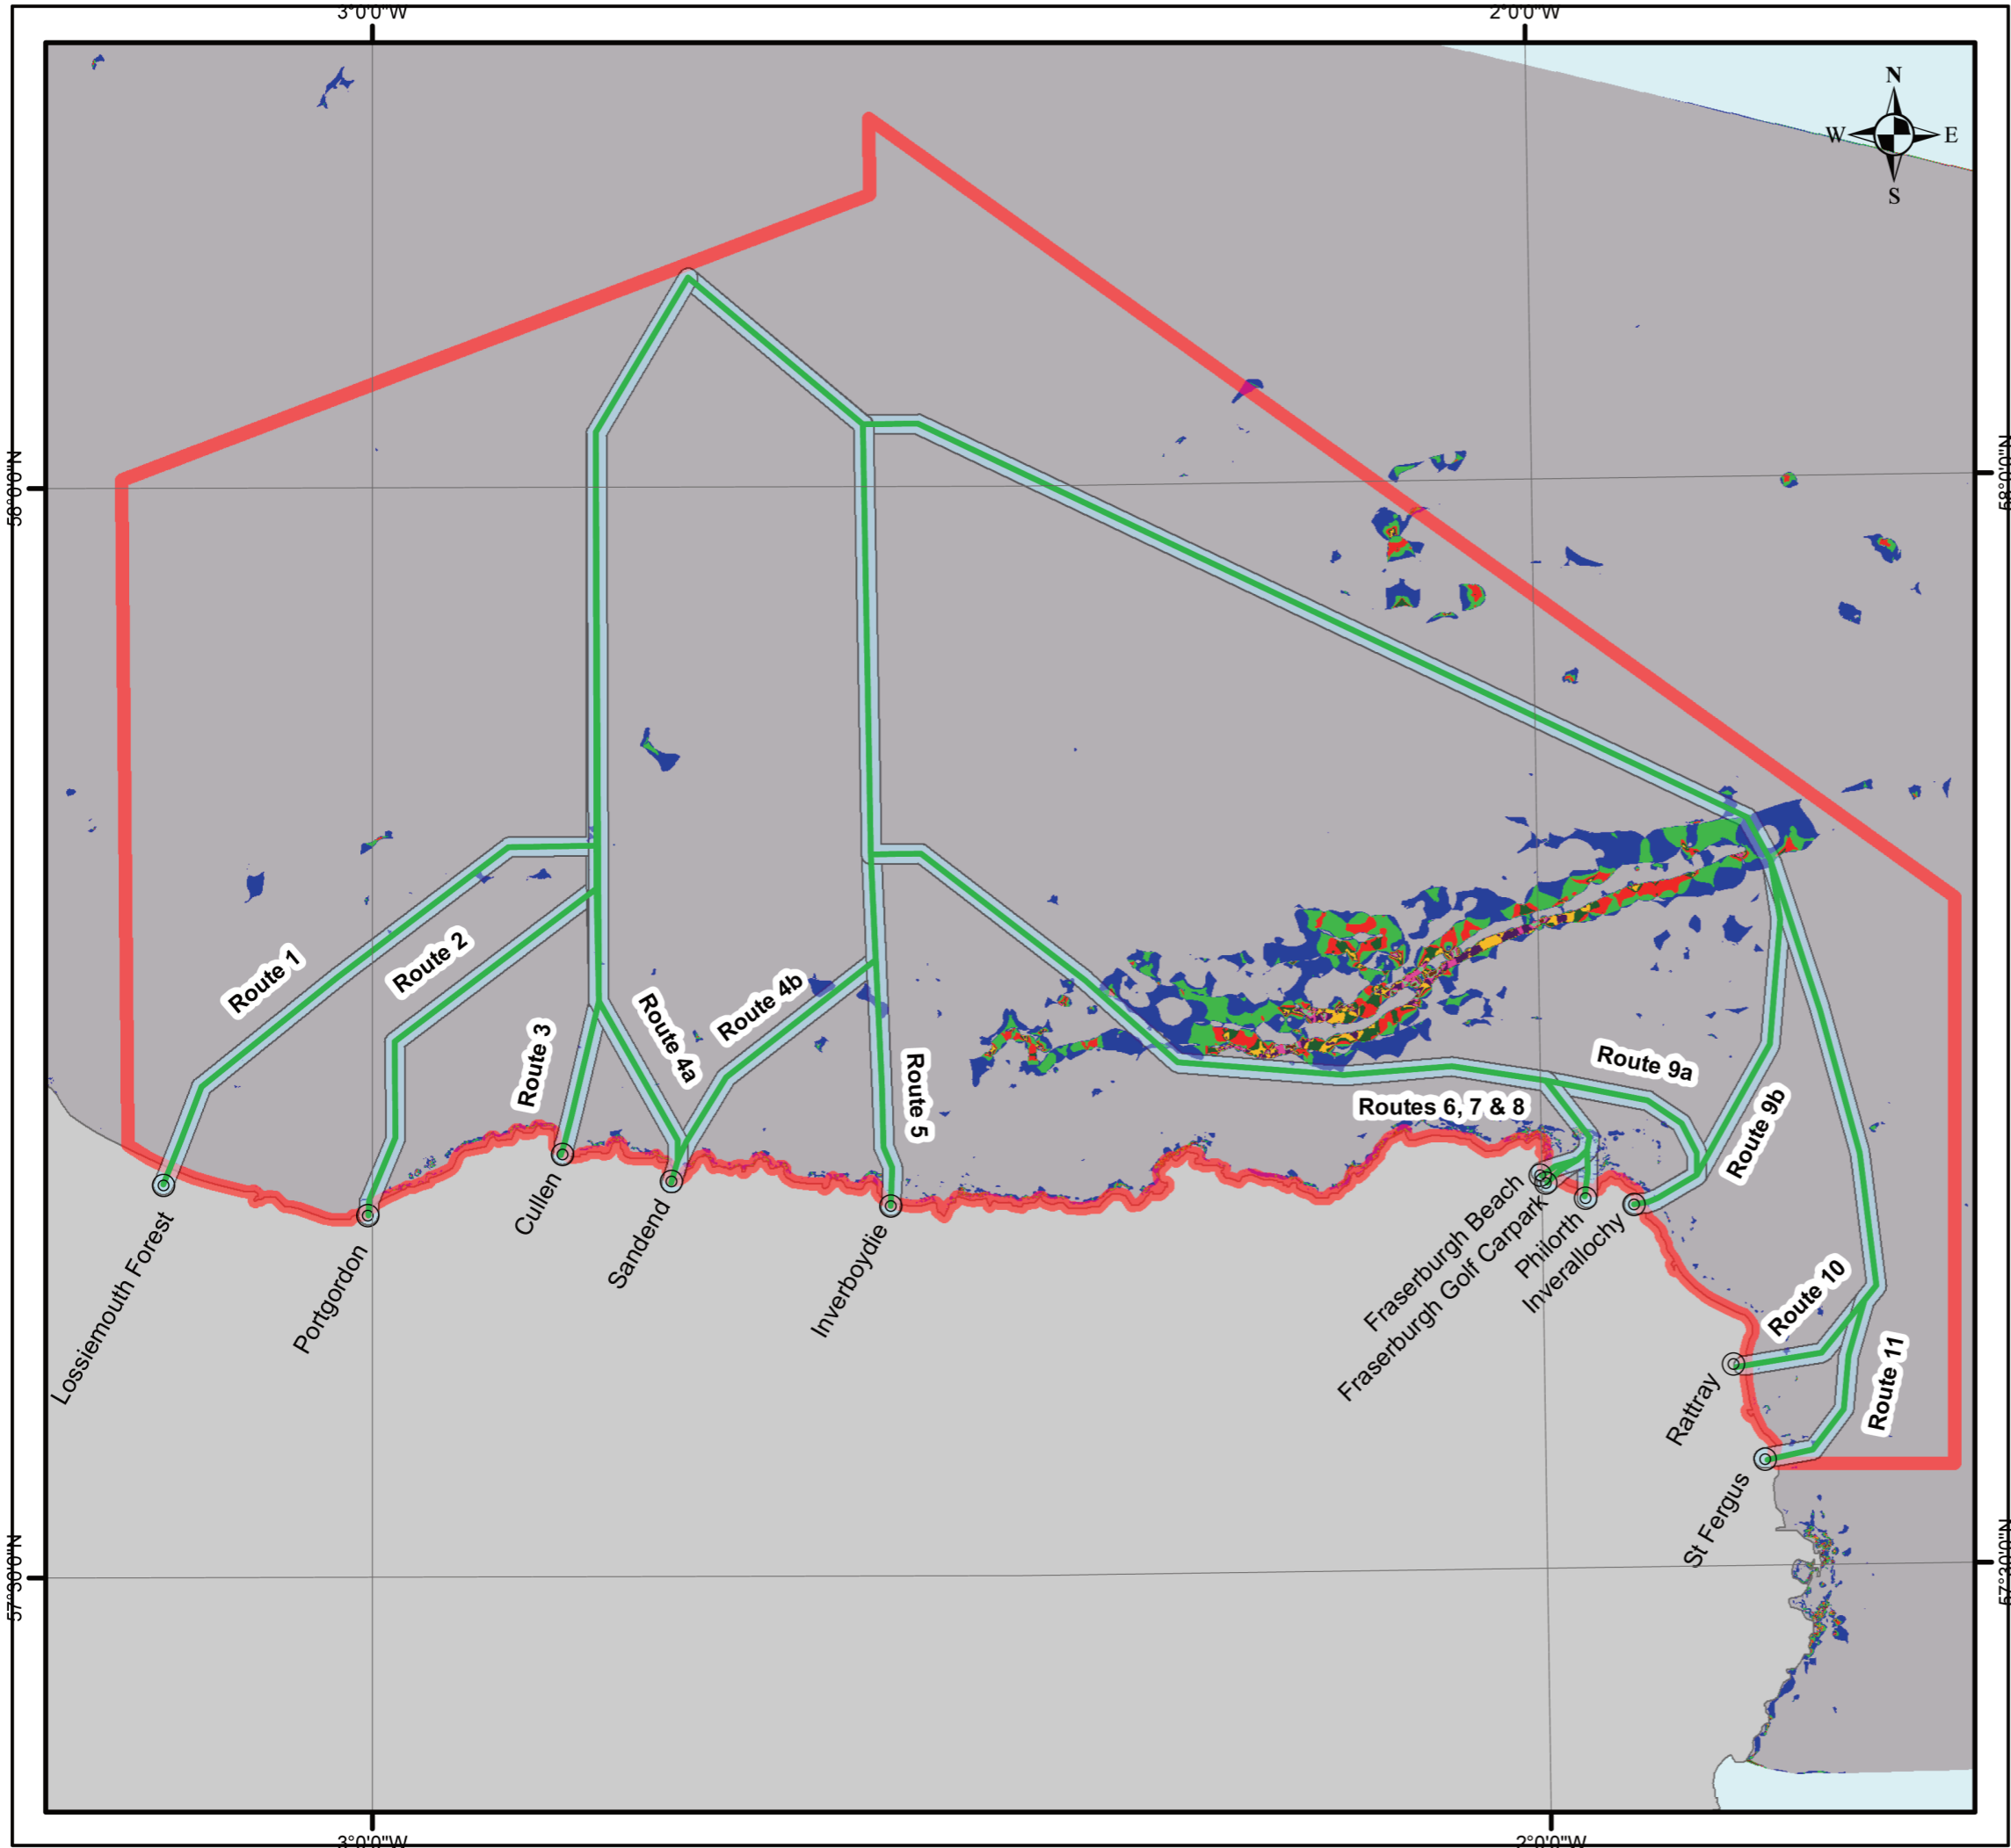 3°0'0"W
2°0'0"W
N
W
E
S
58°0'0"N
58°0'0"N
Route 1
Route 2
Route 3
Route 4a
Route 4b
Route 5
Routes 6, 7 & 8
Route 9a
Route 9b
Route 10
Route 11
Lossiemouth Forest
Portgordon
Cullen
Sandend
Inverboydie
Fraserburgh Beach
Fraserburgh Golf Carpark
Philorth
Inverallochy
Rattray
St Fergus
57°30'0"N
57°30'0"N
3°0'0"W
2°0'0"W